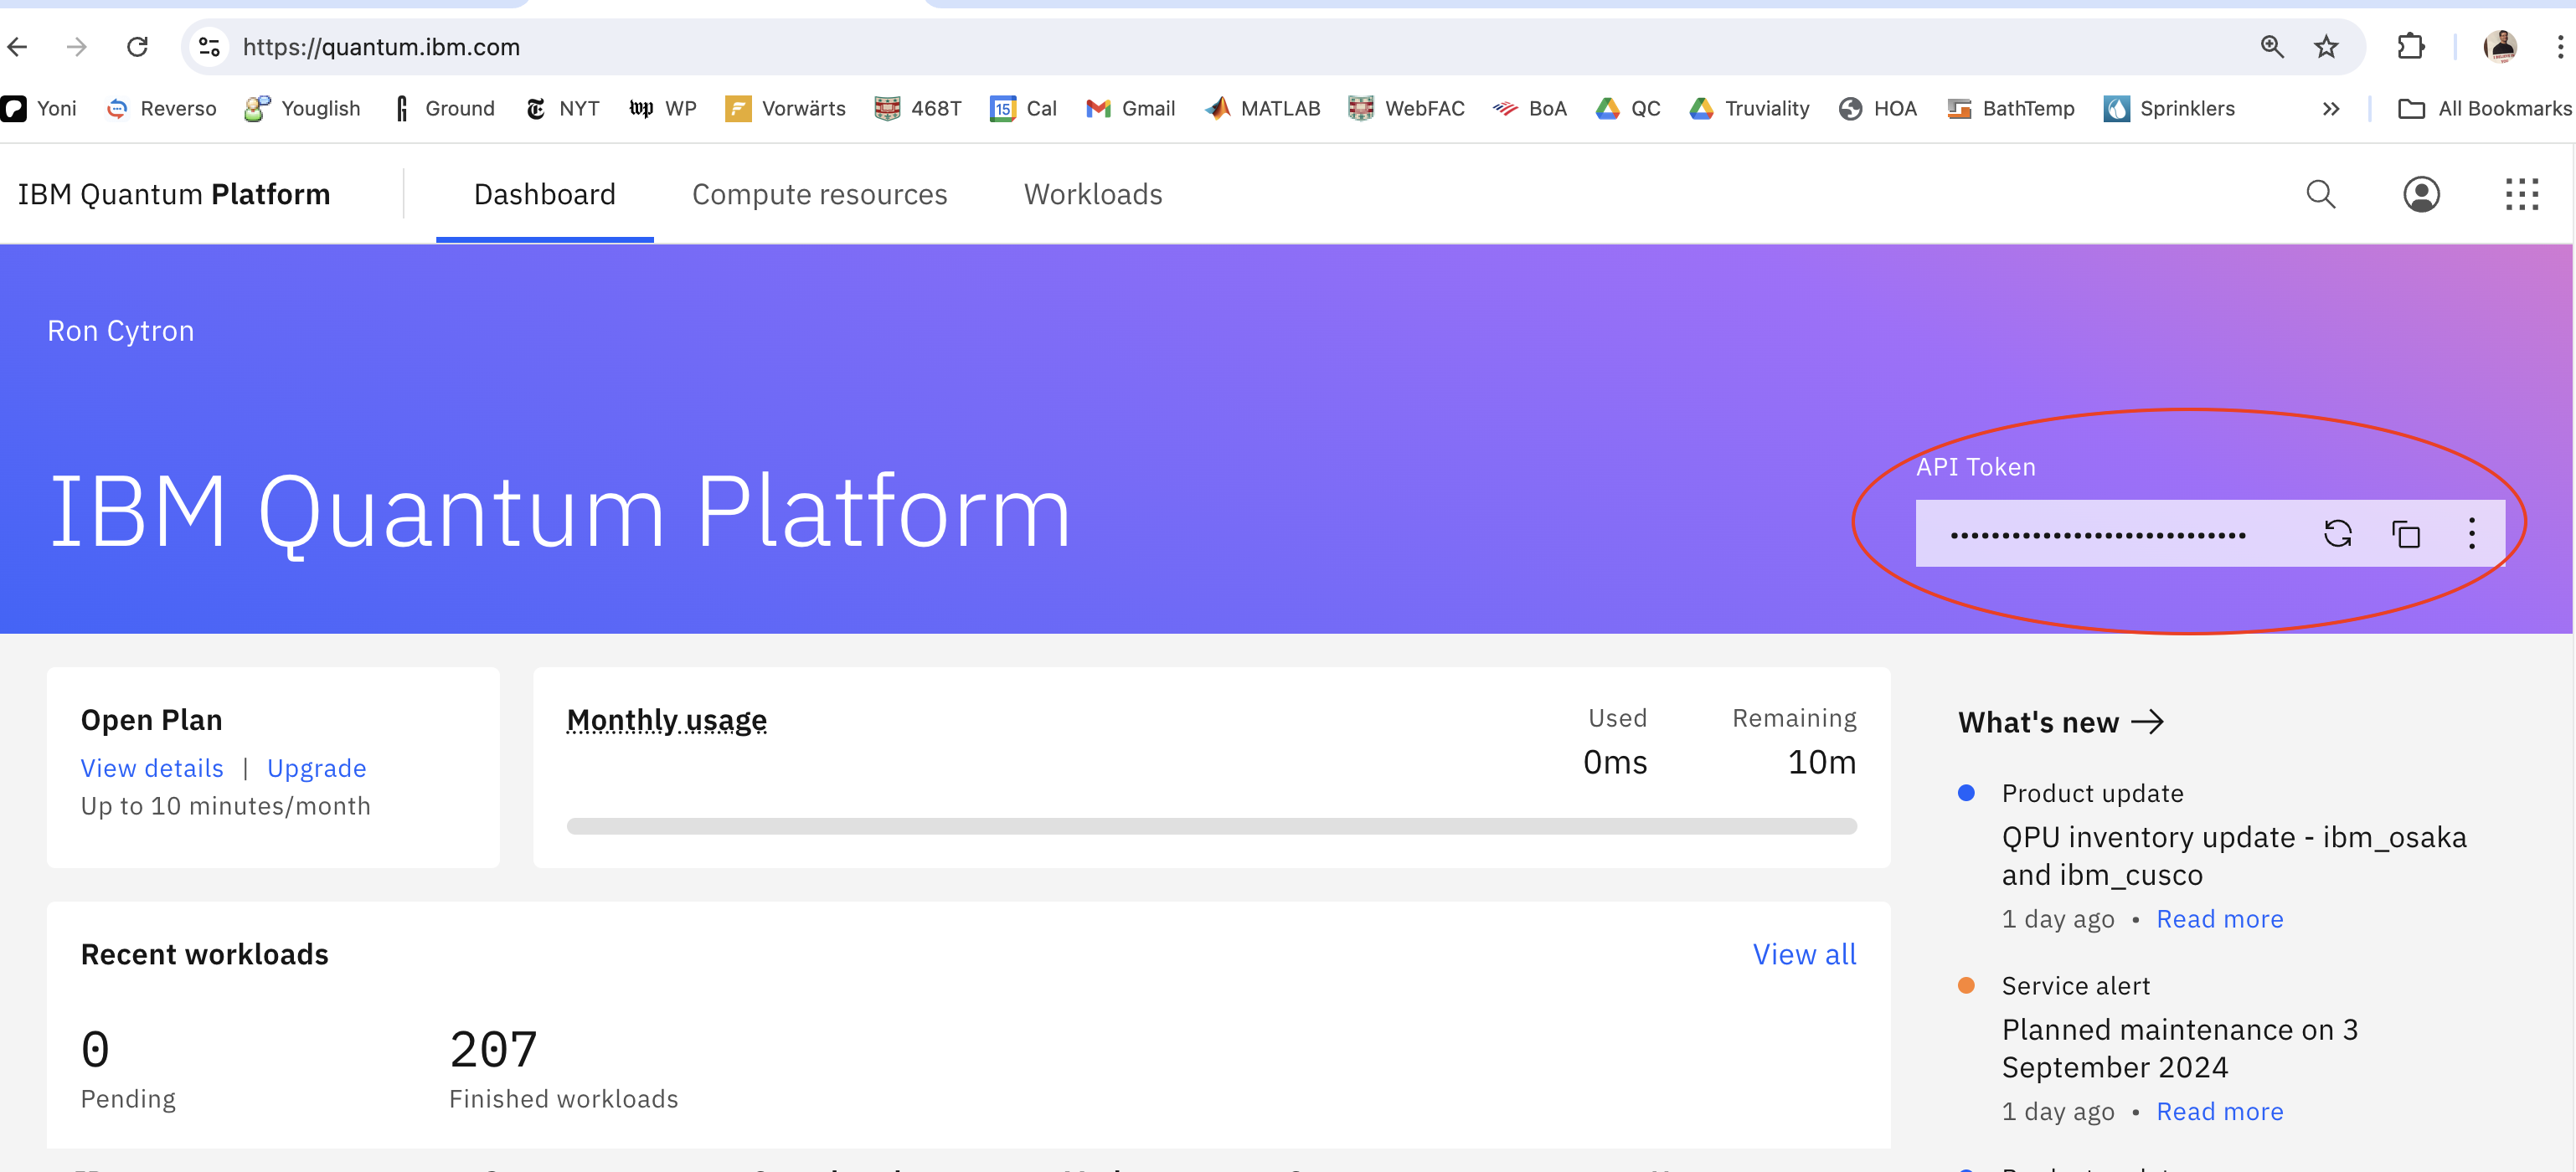 https://quantum.ibm.com
Yoni Reverso Youglish Ground NYT WP Vorwärts 468T 15 Cal Gmail MATLAB WebFAC BoA QC Truviality HOA BathTemp Sprinklers » All Bookmarks
IBM Quantum Platform Dashboard Compute resources Workloads
Ron Cytron
IBM Quantum Platform
API Token
•••••••••••••••••••••••••••••
Open Plan
View details | Upgrade
Up to 10 minutes/month
Monthly usage
Used Remaining
0ms 10m
Recent workloads
View all
0 207
Pending Finished workloads
What's new →
Product update
QPU inventory update - ibm_osaka
and ibm_cusco
1 day ago • Read more
Service alert
Planned maintenance on 3
September 2024
1 day ago • Read more